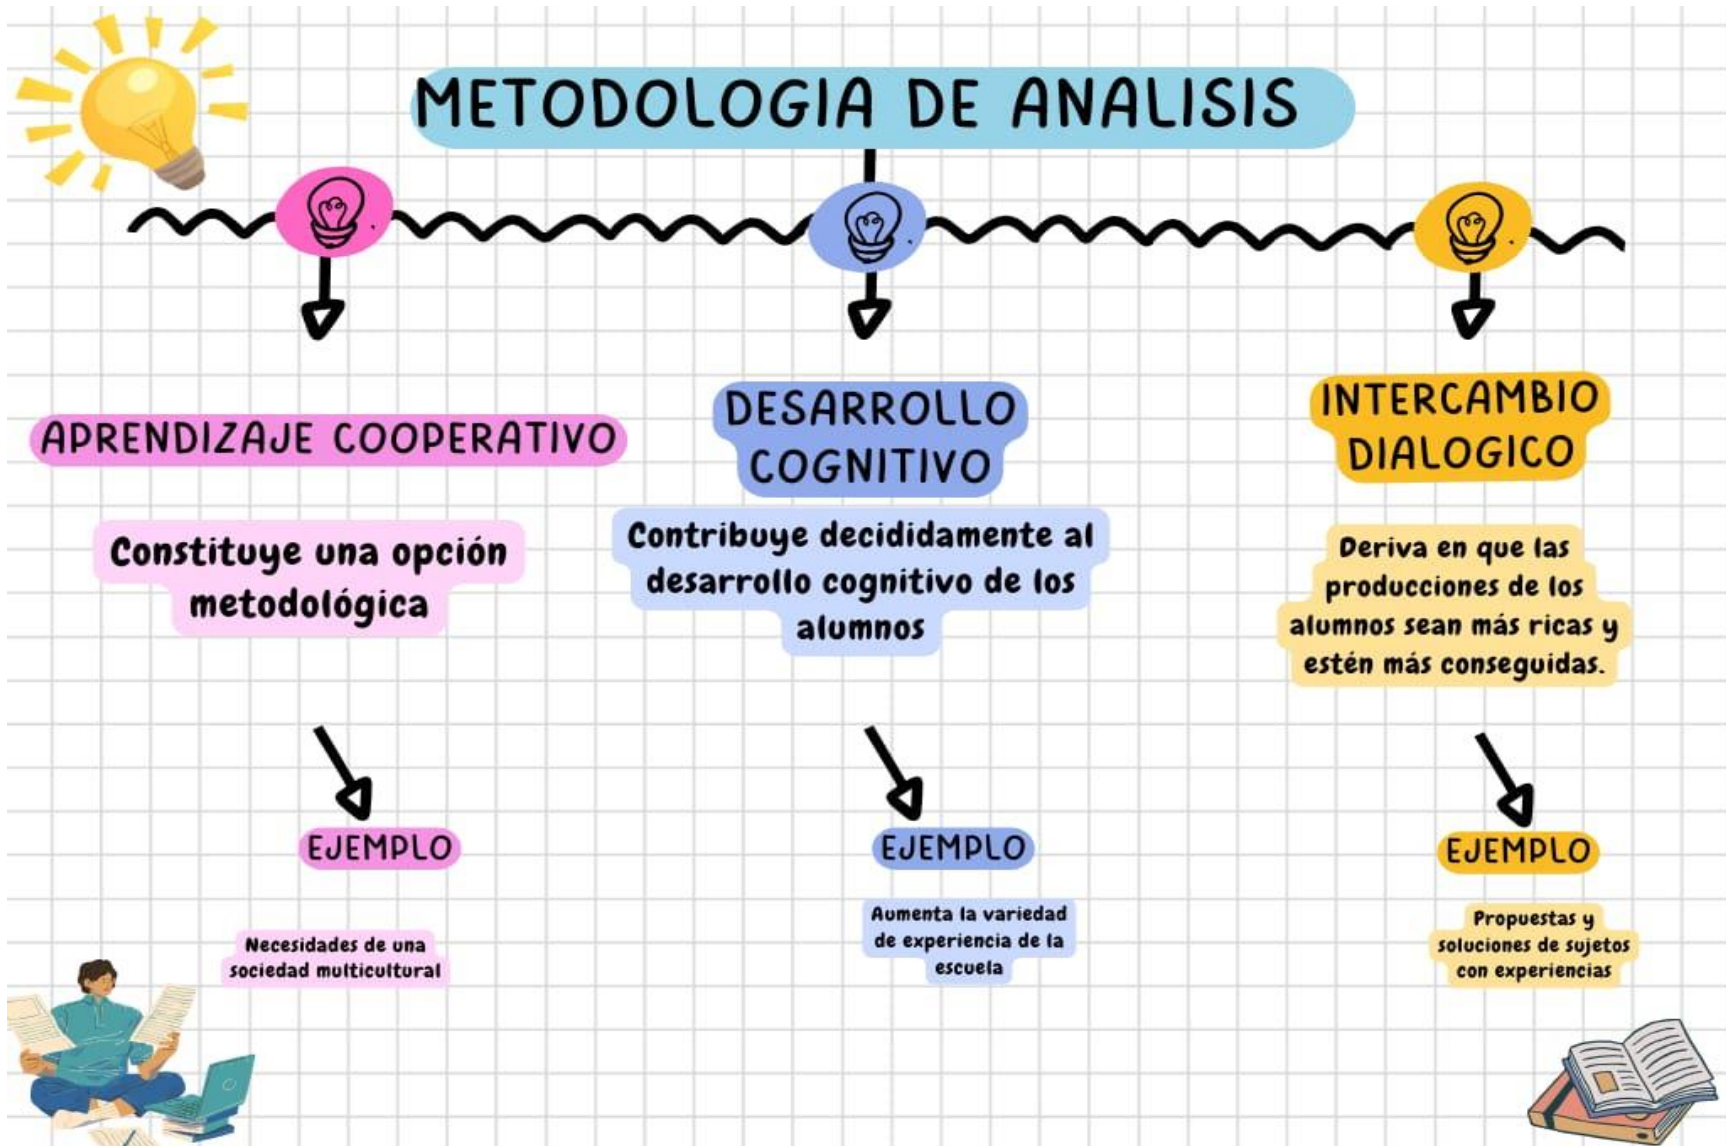 METODOLOGIA DE ANALISIS
APRENDIZAJE COOPERATIVO
Constituye una opción
metodológica
EJEMPLO
Necesidades de una
sociedad multicultural
DESARROLLO
COGNITIVO
Contribuye decididamente al
desarrollo cognitivo de los
alumnos
EJEMPLO
Aumenta la variedad
de experiencia de la
escuela
INTERCAMBIO
DIALOGICO
Deriva en que las
producciones de los
alumnos sean más ricas y
estén más conseguidas.
EJEMPLO
Propuestas y
soluciones de sujetos
con experiencias